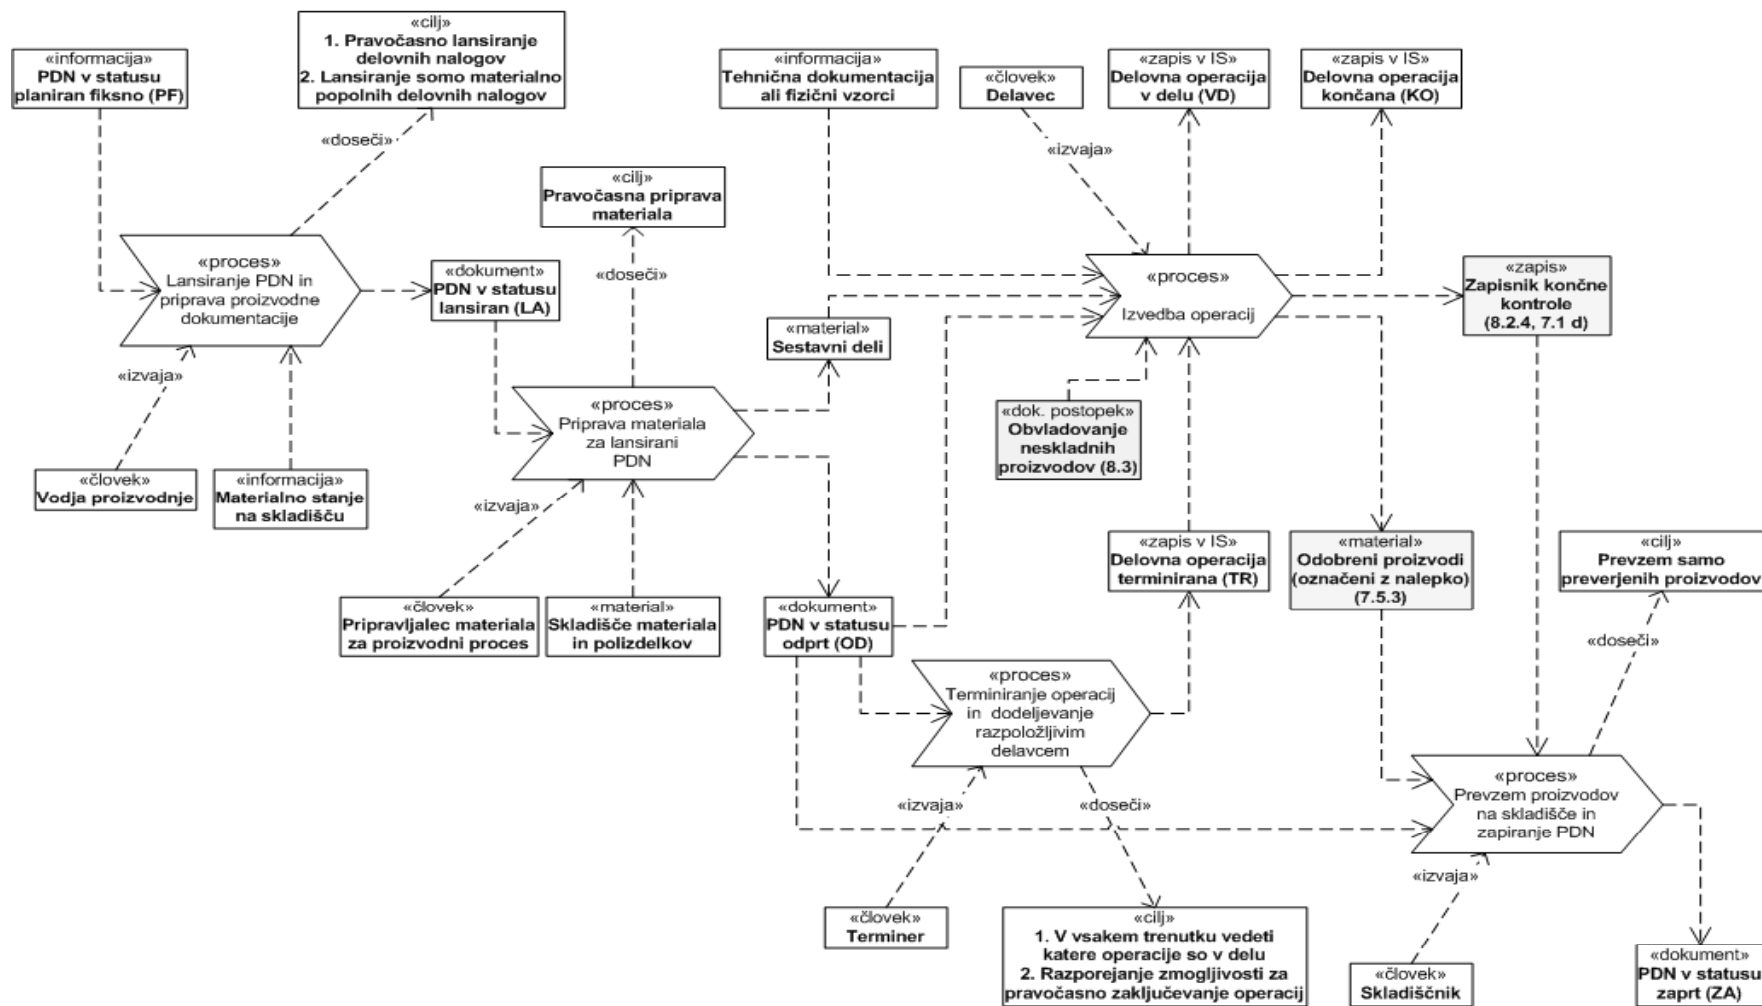 «informacija»
PDN v statusu
planiran fiksno (PF)
«cilj»
1. Pravočasno lansiranje
delovnih nalogov
2. Lansiranje somo materialno
popolnih delovnih nalogov
«doseči»
«proces»
Lansiranje PDN in
priprava proizvodne
dokumentacije
«izvaja»
«človek»
Vodja proizvodnje
«informacija»
Materialno stanje
na skladišču
«dokument»
PDN v statusu
lansiran (LA)
«cilj»
Pravočasna priprava
materiala
«doseči»
«proces»
Priprava materiala
za lansirani
PDN
«izvaja»
«človek»
Pripravljalec materiala
za proizvodni proces
«material»
Skladišče materiala
in polizdelkov
«informacija»
Tehnična dokumentacija
ali fizični vzorci
«človek»
Delavec
«izvaja»
«zapis v IS»
Delovna operacija
v delu (VD)
«zapis v IS»
Delovna operacija
končana (KO)
«material»
Sestavni deli
«proces»
Izvedba operacij
«zapis»
Zapisnik končne
kontrole
(8.2.4, 7.1 d)
«dok. postopek»
Obvladovanje
neskladnih
proizvodov (8.3)
«dokument»
PDN v statusu
odprt (OD)
«zapis v IS»
Delovna operacija
terminirana (TR)
«material»
Odobreni proizvodi
(označeni z nalepko)
(7.5.3)
«cilj»
Prevzem samo
preverjenih proizvodov
«doseči»
«proces»
Terminiranje operacij
in dodeljevanje
razpoložljivim
delavcem
«izvaja»
«doseči»
«človek»
Terminer
«cilj»
1. V vsakem trenutku vedeti
katere operacije so v delu
2. Razporejanje zmogljivosti za
pravočasno zaključevanje operacij
«proces»
Prevzem proizvodov
na skladišče in
zapiranje PDN
«izvaja»
«človek»
Skladiščnik
«dokument»
PDN v statusu
zaprt (ZA)